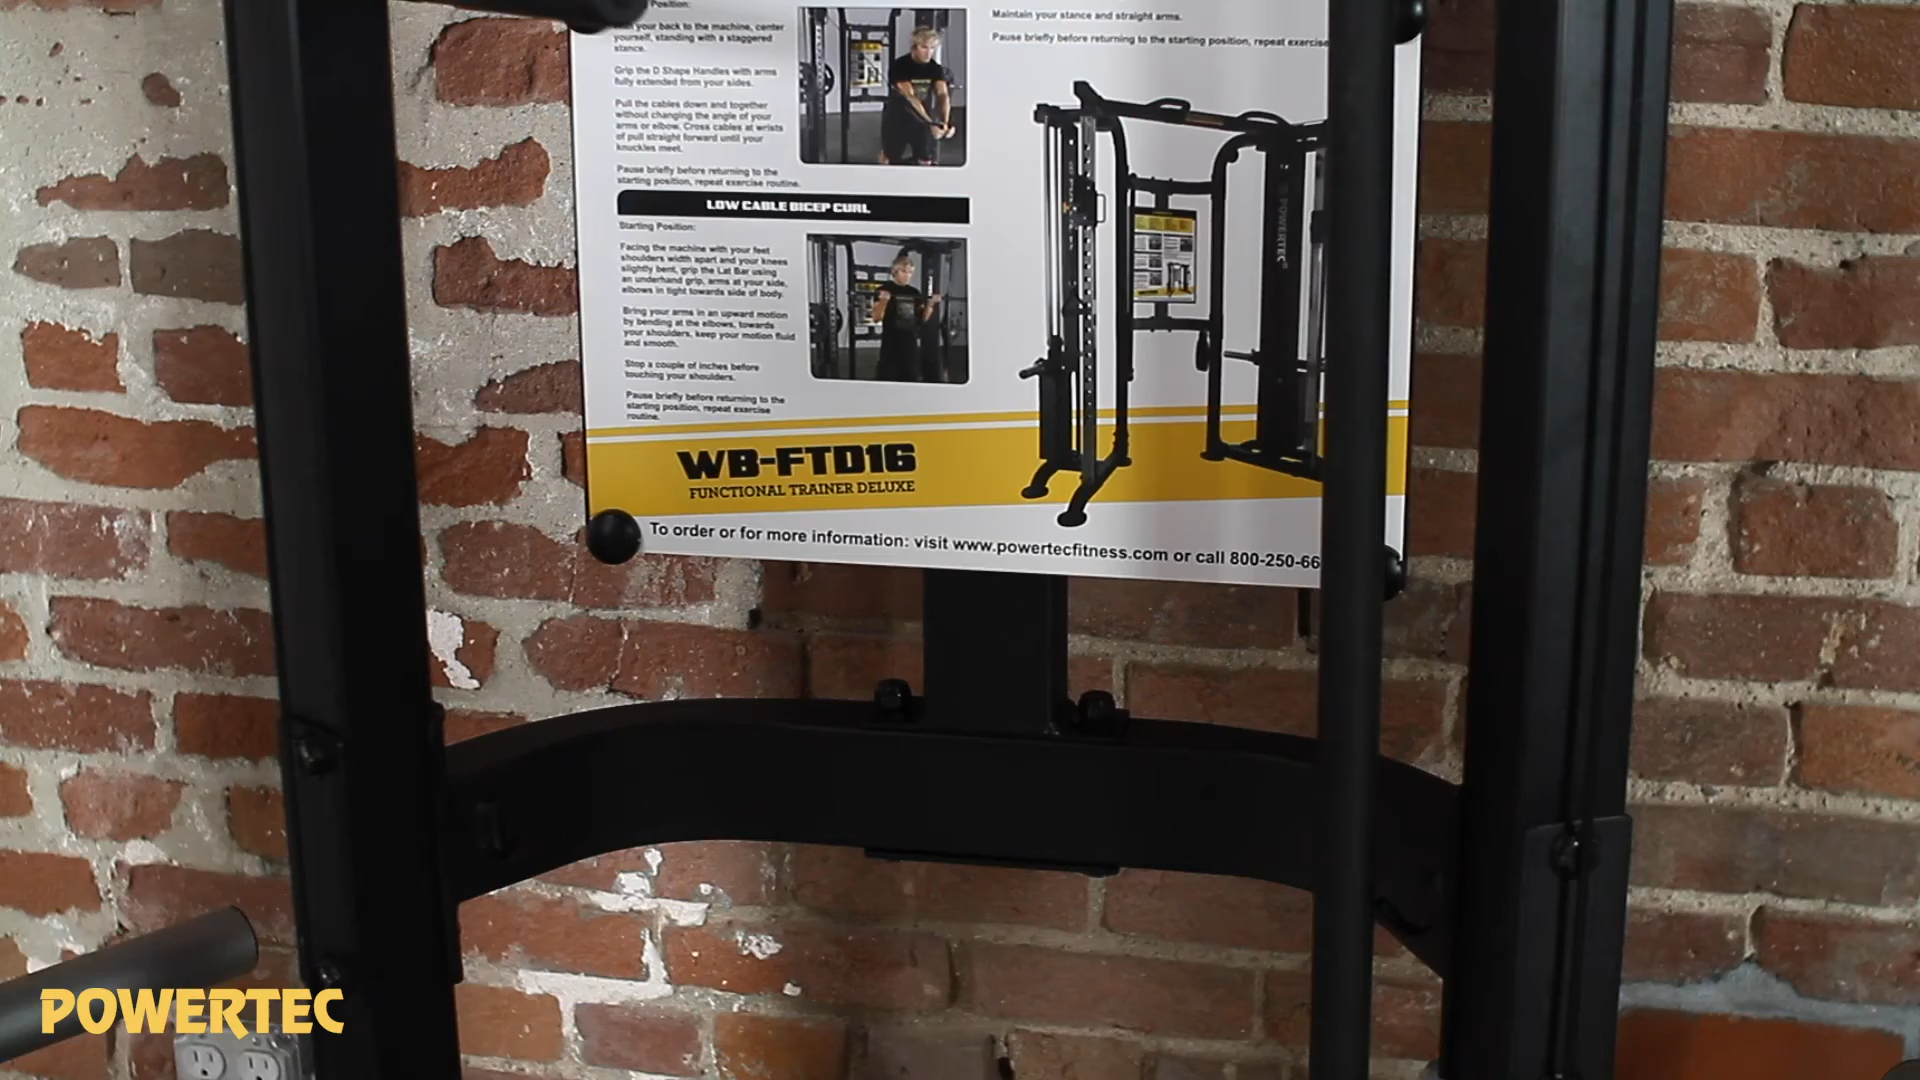 Position:
your back to the machine, center
yourself, standing with a staggered
stance.
Grip the D Shape Handles with arms
fully extended from your sides.
Pull the cables down and together
without changing the angle of your
arms or elbow. Cross cables at wrists
of pull straight forward until your
knuckles meet.
Pause briefly before returning to the
starting position, repeat exercise routine.
LOW CABLE BICEP CURL
Starting Position:
Facing the machine with your feet
shoulders width apart and your knees
slightly bent, grip the Lat Bar using
an underhand grip, arms at your side,
elbows in tight towards side of body.
Bring your arms in an upward motion
by bending at the elbows, towards
your shoulders, keep your motion fluid
and smooth.
Stop a couple of inches before
touching your shoulders.
Pause briefly before returning to the
starting position, repeat exercise
routine.
Maintain your stance and straight arms.
Pause briefly before returning to the starting position, repeat exercise
POWERTEC
WB-FTD16
FUNCTIONAL TRAINER DELUXE
To order or for more information: visit www.powertecfitness.com or call 800-250-66
POWERTEC